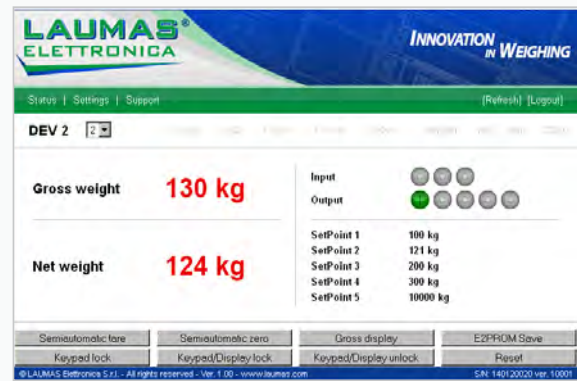 LAUMAS®
ELETTRONICA
INNOVATION
IN WEIGHING
Status | Settings | Support
[Refresh] [Logout]
DEV 2 2
Gross weight 130 kg
Input
Output
Net weight 124 kg
SetPoint 1 100 kg
SetPoint 2 121 kg
SetPoint 3 200 kg
SetPoint 4 300 kg
SetPoint 5 10000 kg
Semiautomatic tare Semiautomatic zero Gross display E2PROM Save
Keypad lock Keypad/Display lock Keypad/Display unlock Reset
© LAUMAS Elettronica S.r.l. - All rights reserved - Ver. 1.00 - www.laumas.com S/N: 140120020 ver. 10001